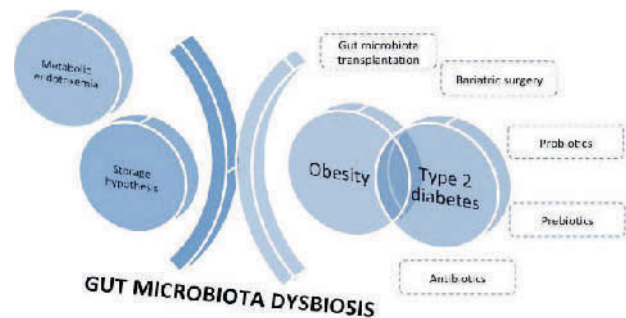 Metabolic
endotoxemia
Storage
hypothesis
Gut microbiota
transplantation
Bariatric surgery
Probiotics
Prebiotics
Antibiotics
Obesity
Type 2
diabetes
GUT MICROBIOTA DYSBIOSIS